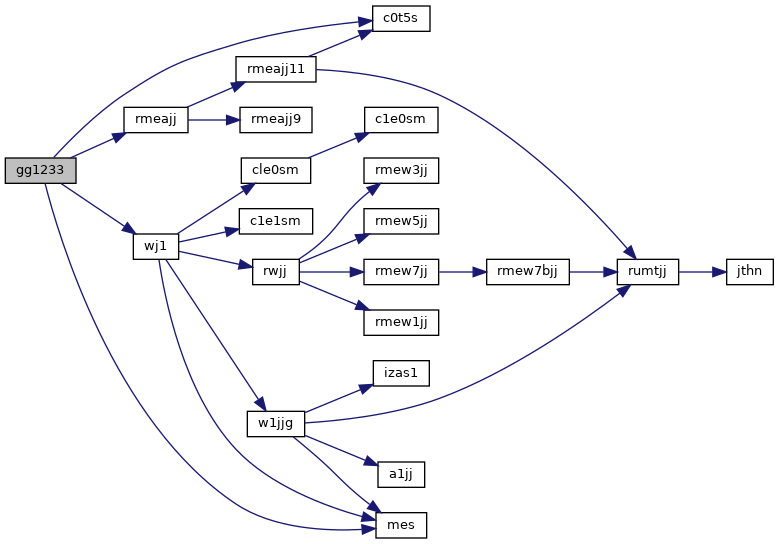 c0t5s
rmeajj11
rmeajj
rmeajj9
c1e0sm
gg1233
cle0sm
rmew3jj
c1e1sm
rmew5jj
wj1
rwjj
rmew7jj
rmew7bjj
rumtjj
jthn
rmew1jj
izas1
w1jjg
a1jj
mes